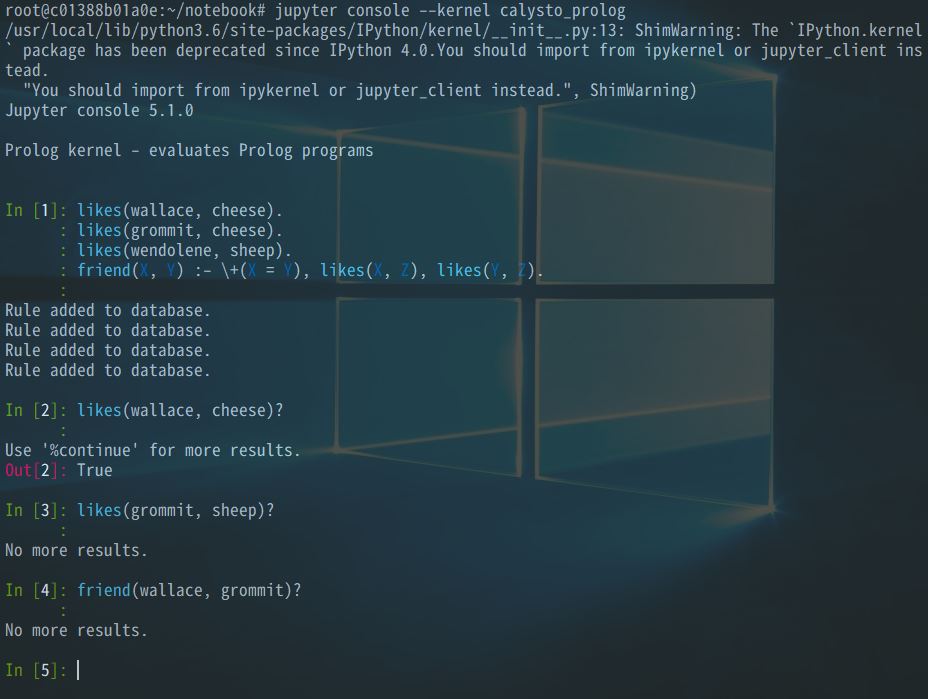 root@c01388b01a0e:~/notebook# jupyter console --kernel calysto_prolog
/usr/local/lib/python3.6/site-packages/IPython/kernel/__init__.py:13: ShimWarning: The `IPython.kernel
` package has been deprecated since IPython 4.0.You should import from ipykernel or jupyter_client ins
tead.
  "You should import from ipykernel or jupyter_client instead.", ShimWarning)
Jupyter console 5.1.0

Prolog kernel - evaluates Prolog programs


In [1]: likes(wallace, cheese).
      : likes(grommit, cheese).
      : likes(wendolene, sheep).
      : friend(X, Y) :- \+(X = Y), likes(X, Z), likes(Y, Z).
      :
Rule added to database.
Rule added to database.
Rule added to database.
Rule added to database.

In [2]: likes(wallace, cheese)?
      :
Use '%continue' for more results.
Out[2]: True

In [3]: likes(grommit, sheep)?
      :
No more results.

In [4]: friend(wallace, grommit)?
      :
No more results.

In [5]: